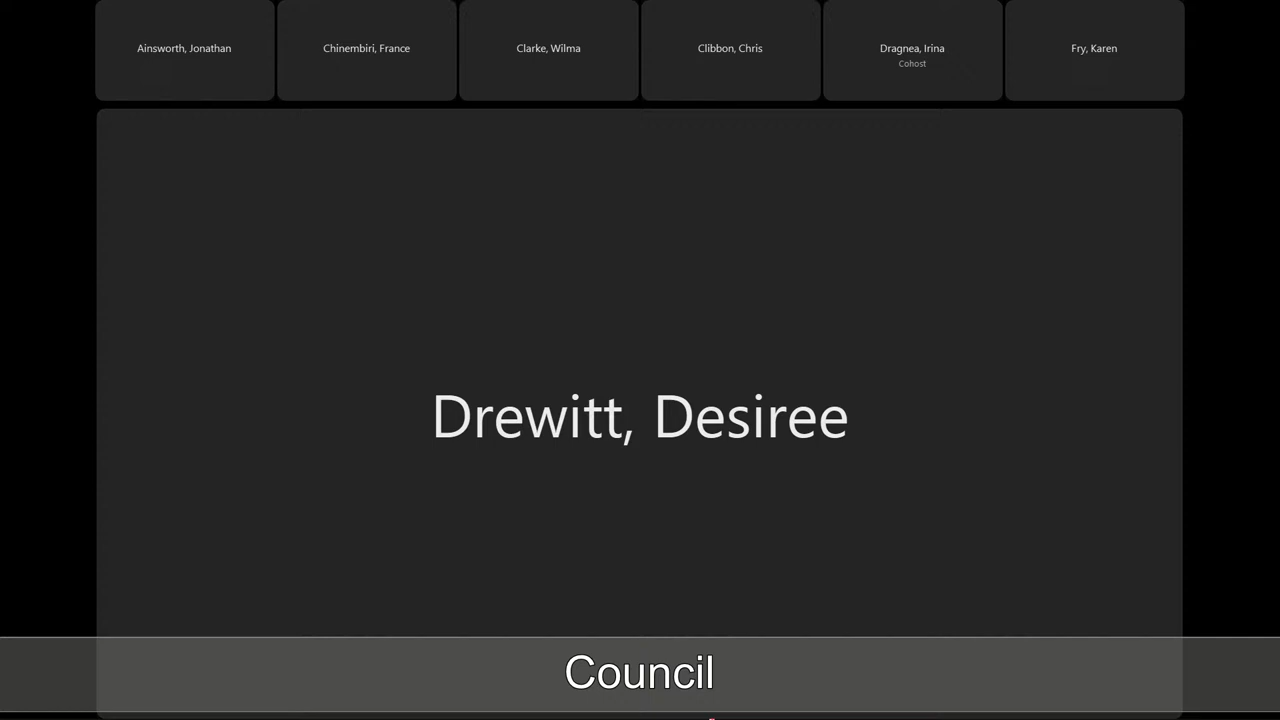 Ainsworth, Jonathan
Chinembiri, France
Clarke, Wilma
Clibbon, Chris
Dragnea, Irina
Cohost
Fry, Karen
Drewitt, Desiree
Council